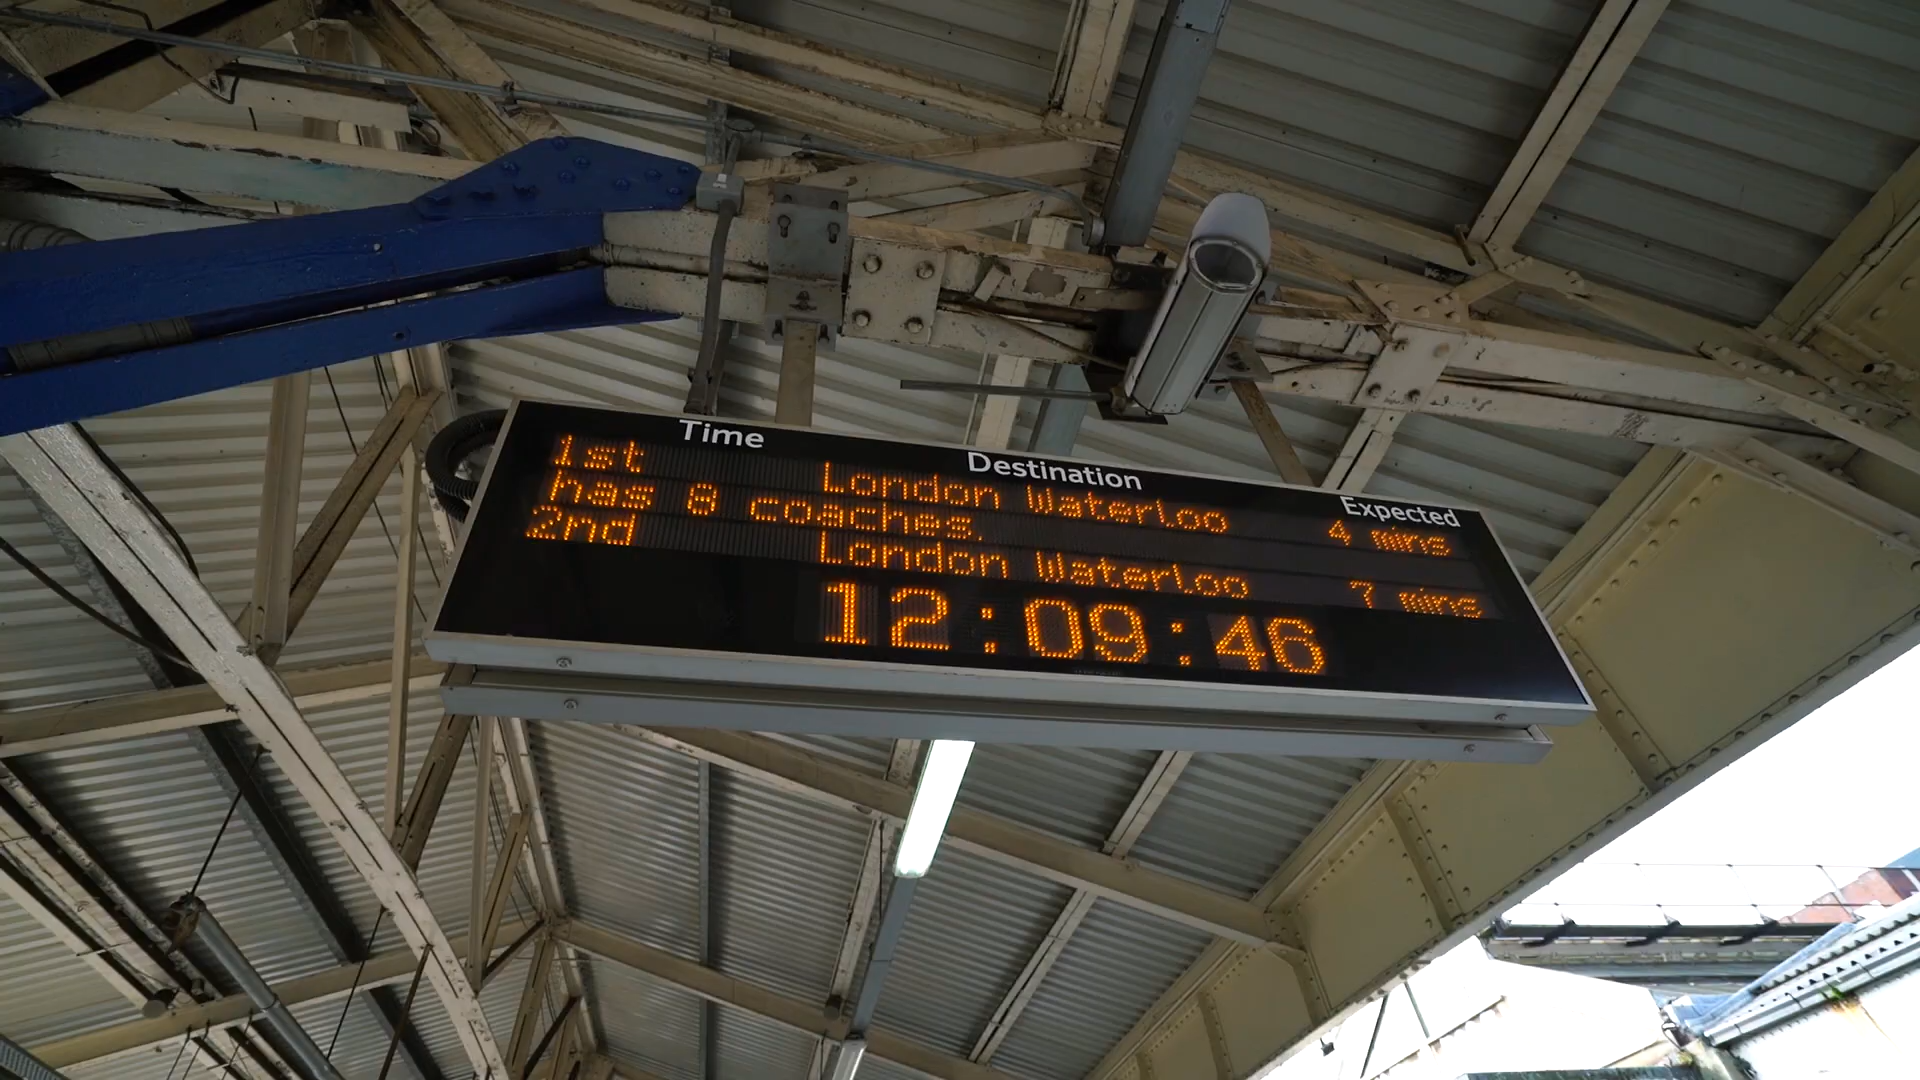 Time Destination Expected
1st London Waterloo 4 mins
has 8 coaches.
2nd London Waterloo 7 mins
12:09:46